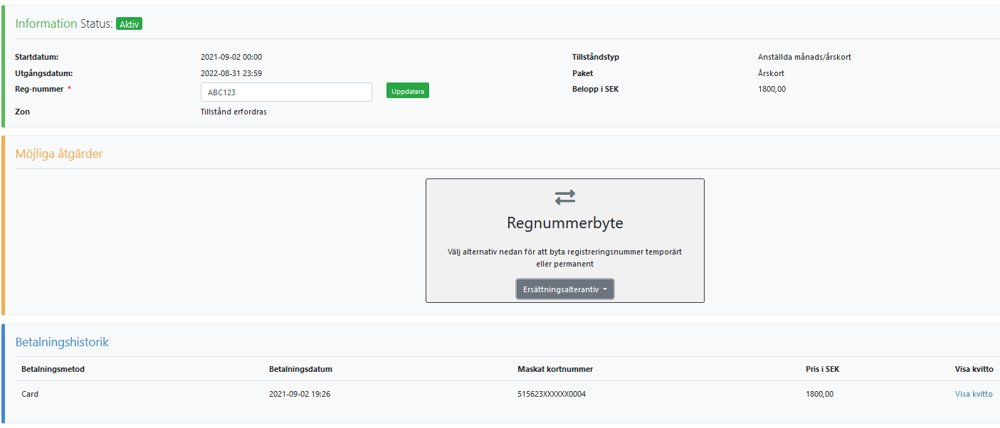 Information Status: Aktiv
Startdatum: 2021-09-02 00:00 Tillståndstyp Anställda månads/årskort
Utgångsdatum: 2022-08-31 23:59 Paket Årskort
Reg-nummer * ABC123 Uppdatera Belopp i SEK 1800,00
Zon Tillstånd erfordras
Möjliga åtgärder
Regnummerbyte
Välj alternativ nedan för att byta registreringsnummer temporärt
eller permanent
Ersättningsalterantiv
Betalningshistorik
Betalningsmetod Betalningsdatum Maskat kortnummer Pris i SEK Visa kvitto
Card 2021-09-02 19:26 515623XXXXXX0004 1800,00 Visa kvitto